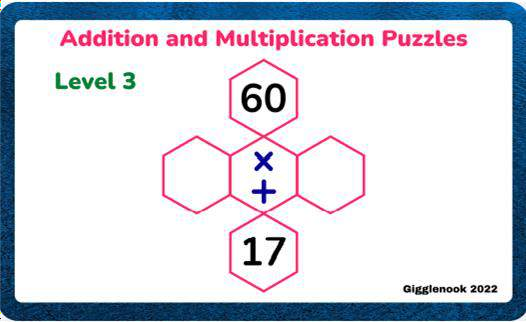 Addition and Multiplication Puzzles
Level 3
60
×
+
17
Gigglenook 2022